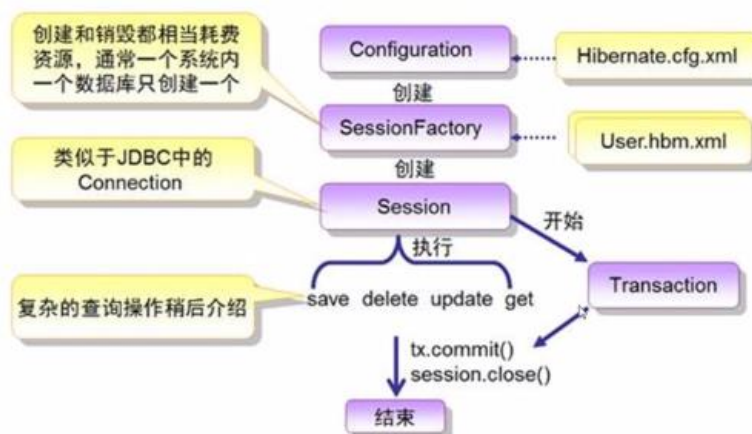 创建和销毁都相当耗费
资源，通常一个系统内
一个数据库只创建一个
Configuration
Hibernate.cfg.xml
创建
SessionFactory
User.hbm.xml
类似于JDBC中的
Connection
创建
Session
开始
执行
复杂的查询操作稍后介绍
save delete update get
Transaction
tx.commit()
session.close()
结束